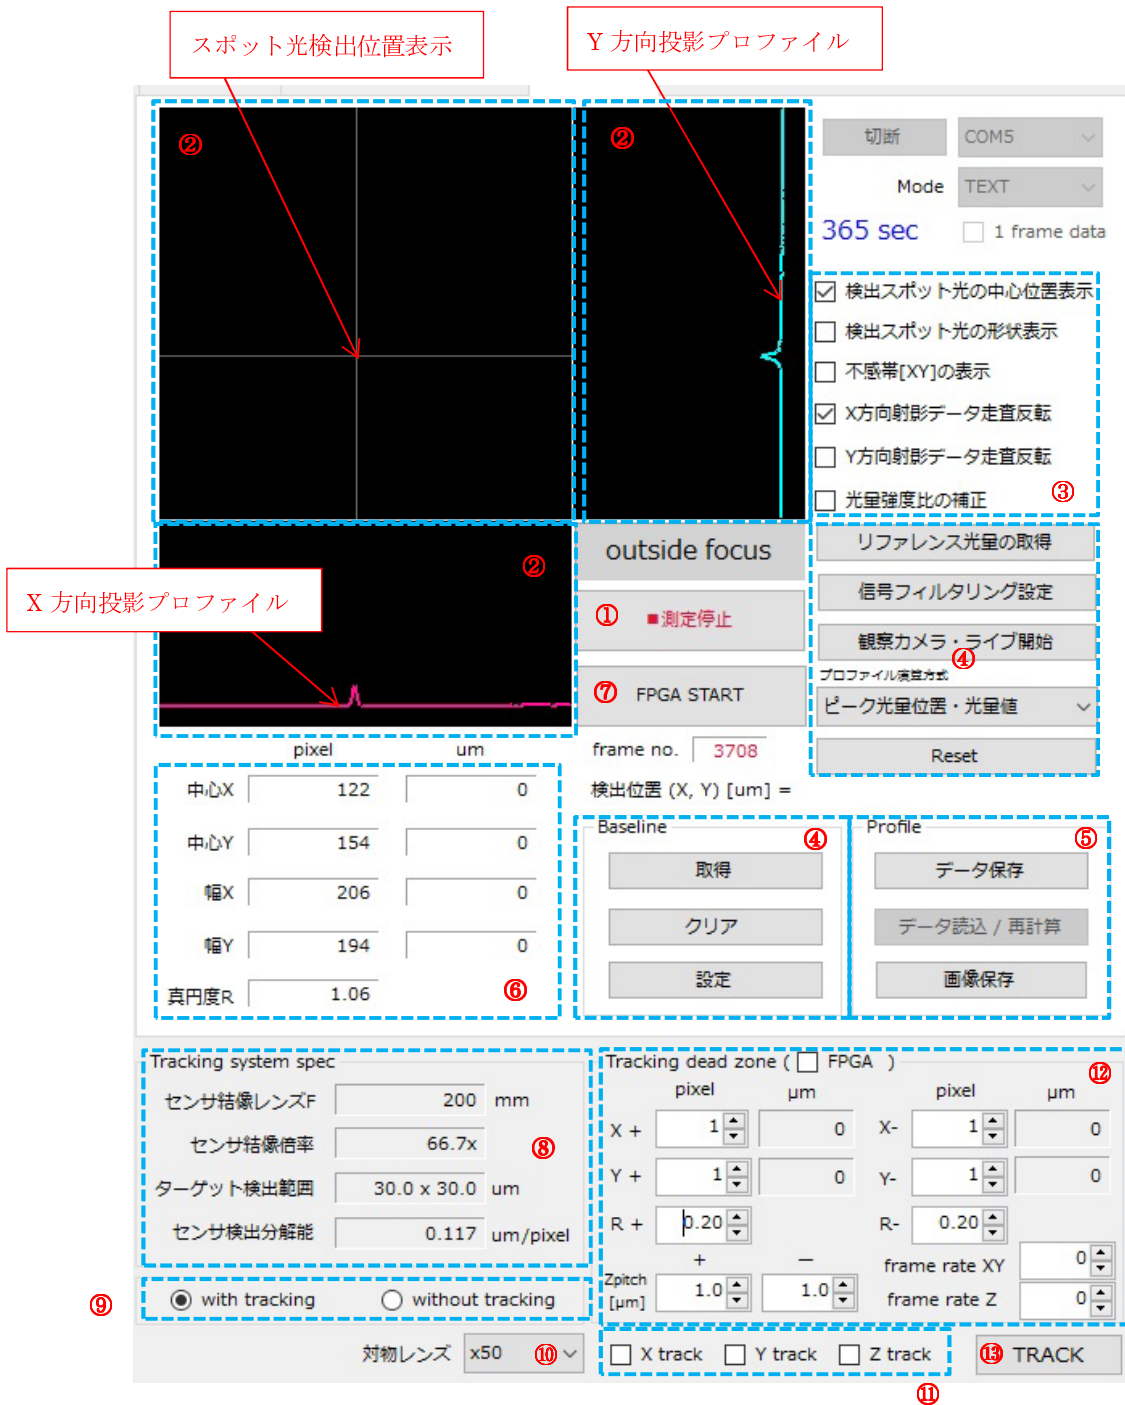 スポット光検出位置表示
Y 方向投影プロファイル
②
②
切断
COM5
Mode
TEXT
365 sec
1 frame data
検出スポット光の中心位置表示
検出スポット光の形状表示
不感帯[XY]の表示
X方向射影データ走査反転
Y方向射影データ走査反転
光量強度比の補正
③
②
X 方向投影プロファイル
outside focus
①
■測定停止
⑦
FPGA START
frame no.
3708
検出位置 (X, Y) [um] =
リファレンス光量の取得
信号フィルタリング設定
観察カメラ・ライブ開始
④
プロファイル演算方式
ピーク光量位置・光量値
Reset
pixel
um
中心X
122
0
中心Y
154
0
幅X
206
0
幅Y
194
0
真円度R
1.06
⑥
Baseline
④
取得
クリア
設定
Profile
⑤
データ保存
データ読込 / 再計算
画像保存
Tracking system spec
センサ結像レンズF
200
mm
センサ結像倍率
66.7x
⑧
ターゲット検出範囲
30.0 x 30.0
um
センサ検出分解能
0.117
um/pixel
⑨
with tracking
without tracking
対物レンズ
x50
⑩
Tracking dead zone (
FPGA
)
⑫
pixel
μm
pixel
μm
X +
1
0
X-
1
0
Y +
1
0
Y-
1
0
R +
0.20
R-
0.20
+
−
Zpitch
[μm]
1.0
1.0
frame rate XY
0
frame rate Z
0
X track
Y track
Z track
⑪
⑬
TRACK